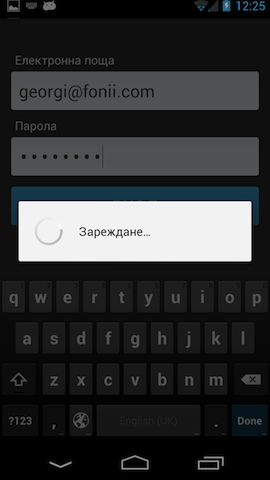 12:25
Електронна поща
georgi@fonii.com
Парола
••••••••
Зареждане...
q w e r t y u i o p
a s d f g h j k l
z x c v b n m
?123 , English (UK) . Done